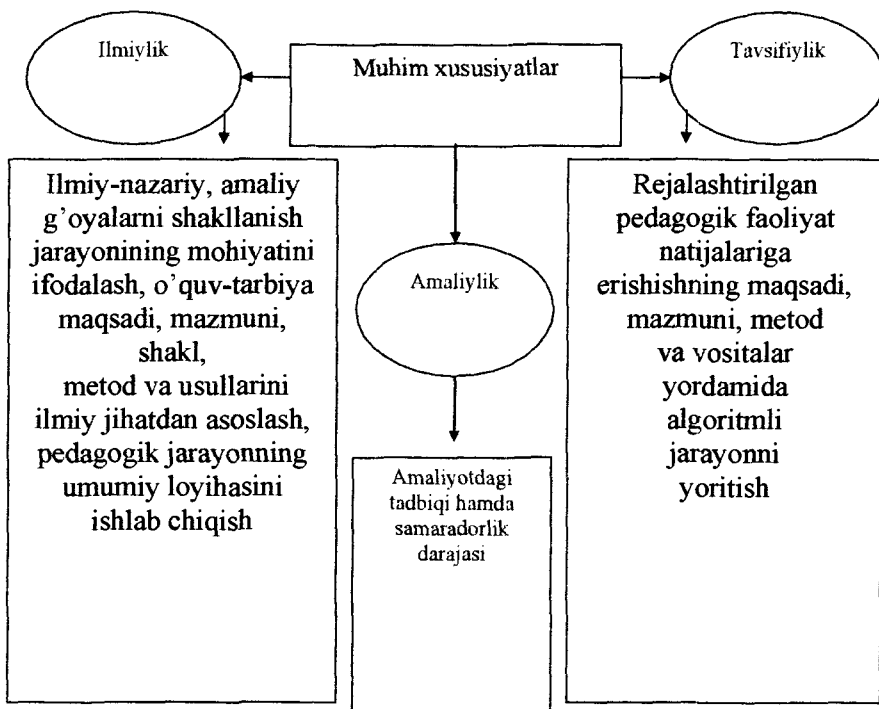 Ilmiylik
Muhim xususiyatlar
Tavsifiylik
Ilmiy-nazariy, amaliy
g'oyalarni shakllanish
jarayonining mohiyatini
ifodalash, o'quv-tarbiya
maqsadi, mazmuni,
shakl,
metod va usullarini
ilmiy jihatdan asoslash,
pedagogik jarayonning
umumiy loyihasini
ishlab chiqish
Amaliylik
Amaliyotdagi
tadbiqi hamda
samaradorlik
darajasi
Rejalashtirilgan
pedagogik faoliyat
natijalariga
erishishning maqsadi,
mazmuni, metod
va vositalar
yordamida
algoritmli
jarayonni
yoritish